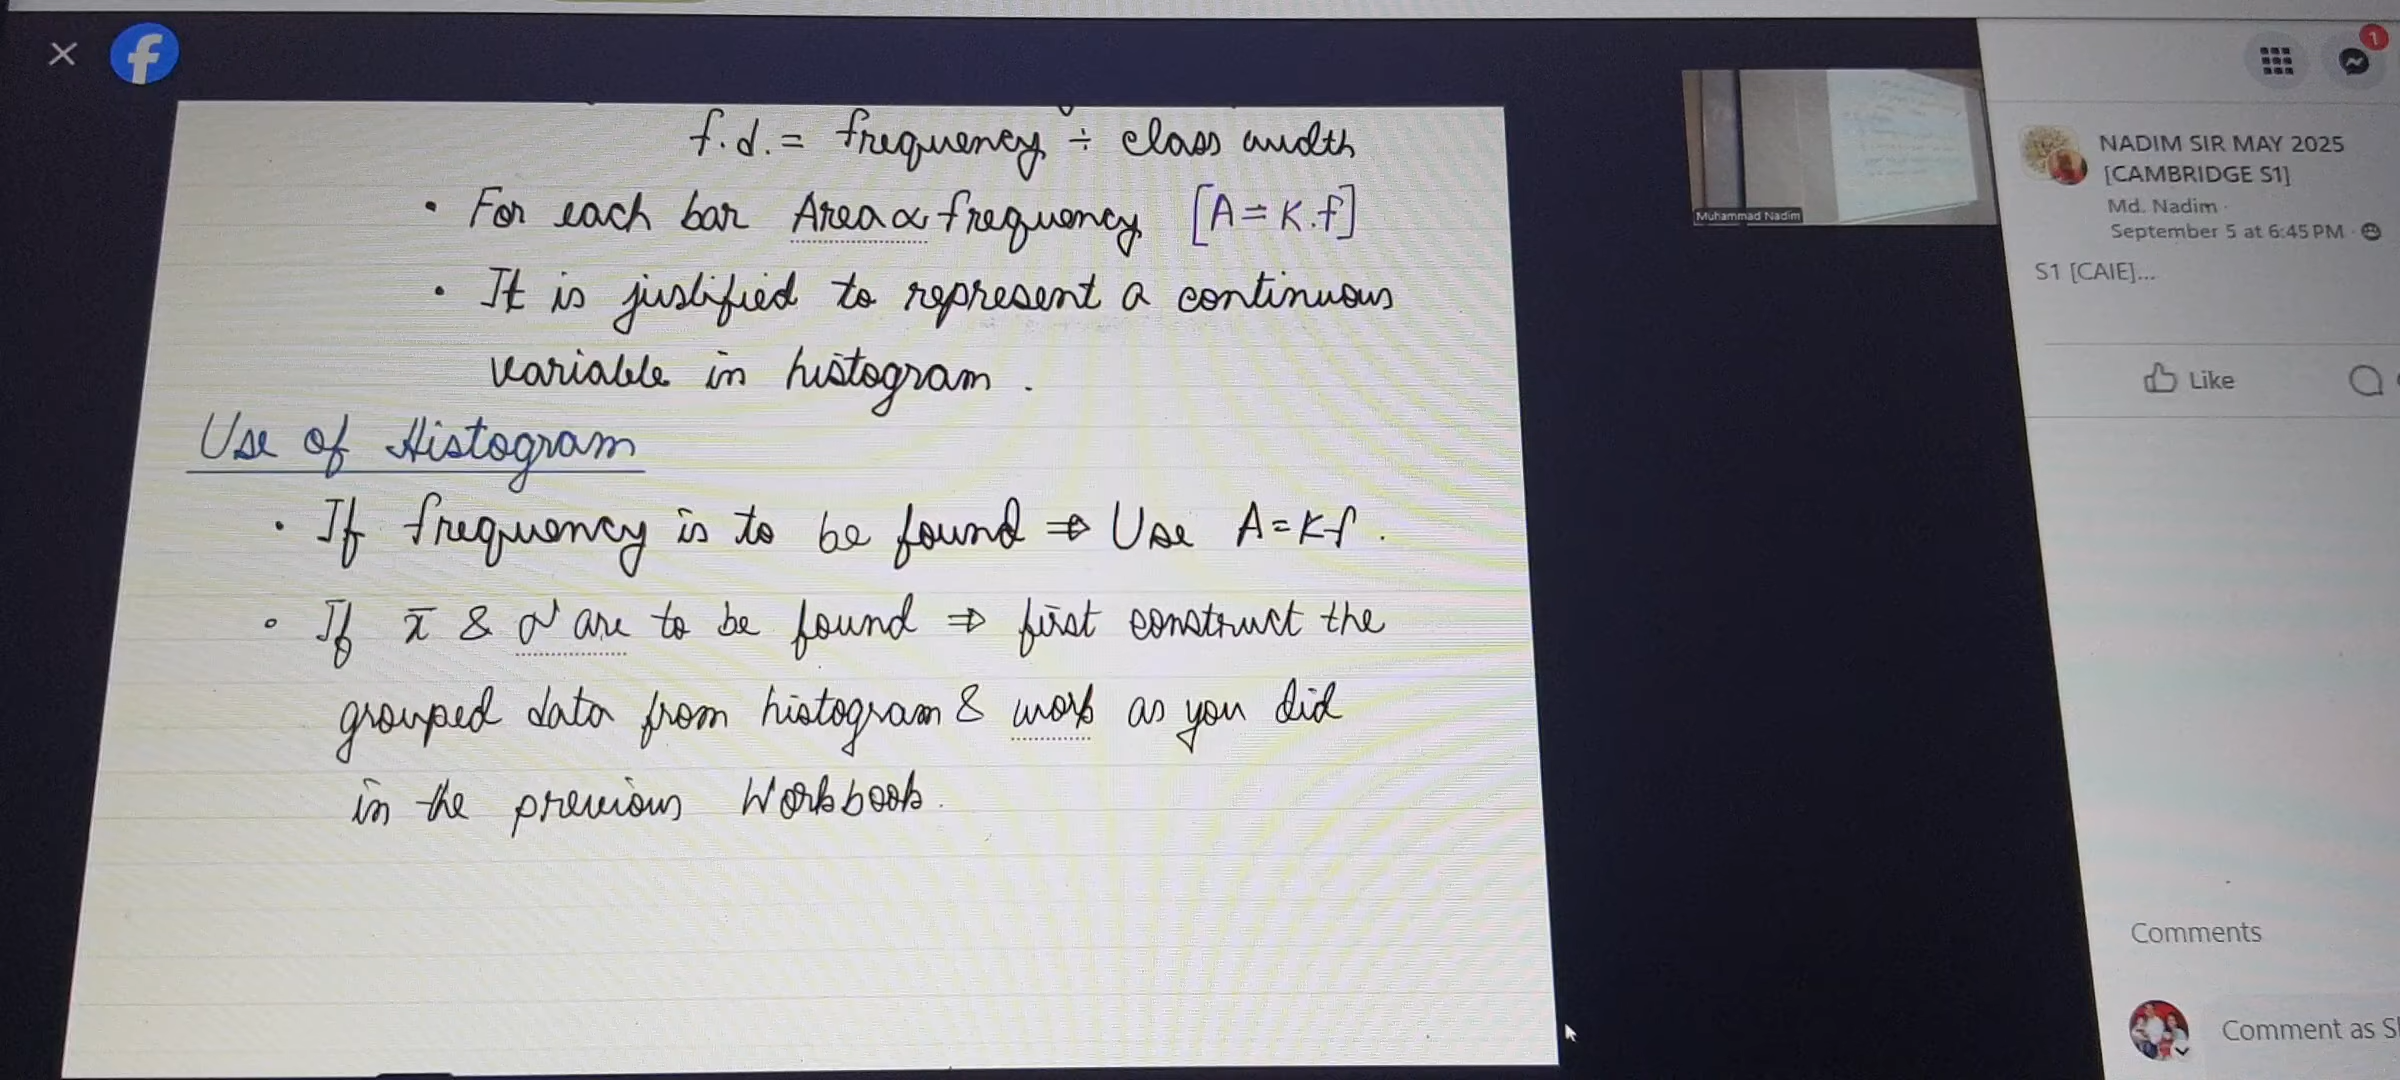 f.d. = frequency ÷ class width
• For each bar Area ∝ frequency [A = K.f]
• It is justified to represent a continuous
variable in histogram.
Use of Histogram
• If frequency is to be found ⇒ Use A = Kf.
• If x̄ & σ are to be found ⇒ first construct the
grouped data from histogram & work as you did
in the previous Workbook.
Muhammad Nadim
1
NADIM SIR MAY 2025
[CAMBRIDGE S1]
Md. Nadim ·
September 5 at 6:45 PM ·
S1 [CAIE]...
Like
Comments
Comment as